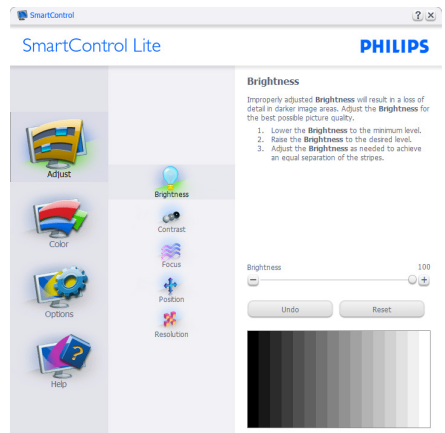 SmartControl
SmartControl Lite
PHILIPS
Adjust
Color
Options
Help
Brightness
Contrast
Focus
Position
Resolution
Brightness
Improperly adjusted Brightness will result in a loss of
detail in darker image areas. Adjust the Brightness for
the best possible picture quality.
1. Lower the Brightness to the minimum level.
2. Raise the Brightness to the desired level.
3. Adjust the Brightness as needed to achieve
an equal separation of the stripes.
Brightness 100
Undo Reset